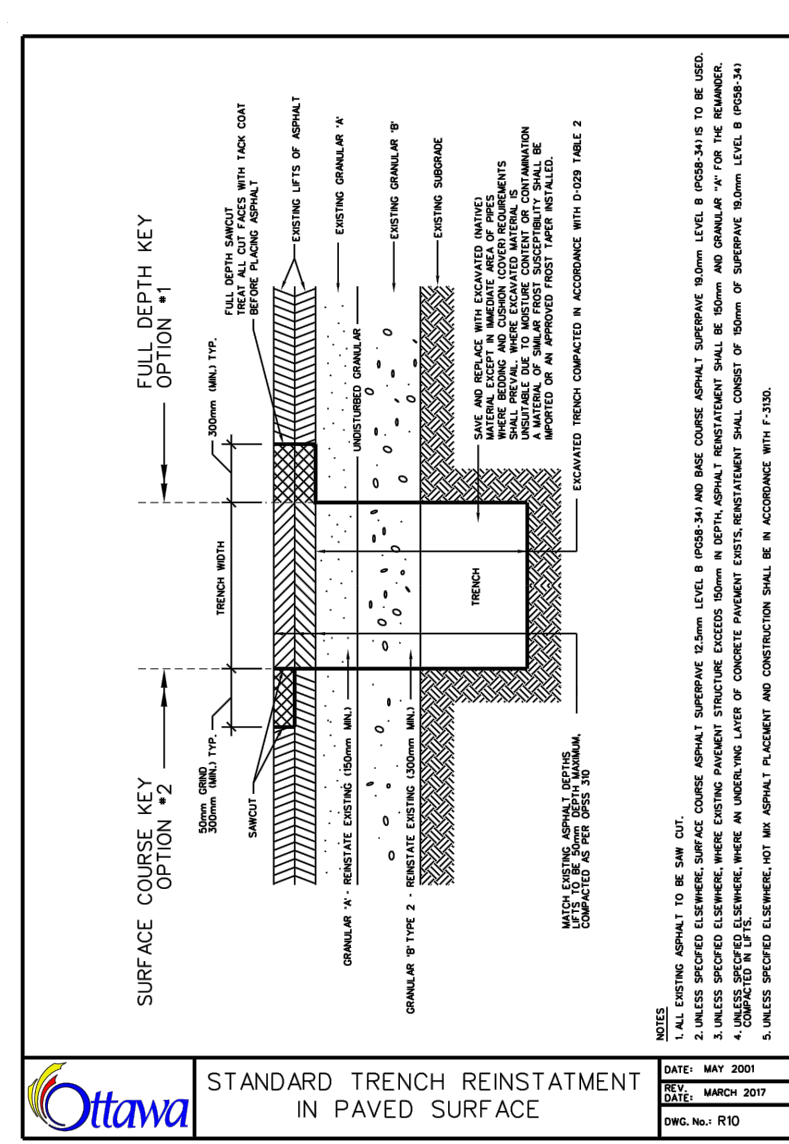 SURFACE COURSE KEY
OPTION #2
FULL DEPTH KEY
OPTION #1
50mm GRIND
300mm (MIN.) TYP.
TRENCH WIDTH
300mm (MIN.) TYP.
SAWCUT
FULL DEPTH SAWCUT
TREAT ALL CUT FACES WITH TACK COAT
BEFORE PLACING ASPHALT
EXISTING LIFTS OF ASPHALT
EXISTING GRANULAR 'A'
UNDISTURBED GRANULAR
EXISTING GRANULAR 'B'
EXISTING SUBGRADE
GRANULAR 'A' - REINSTATE EXISTING (150mm MIN.)
GRANULAR 'B' TYPE 2 - REINSTATE EXISTING (300mm MIN.)
TRENCH
SAVE AND REPLACE WITH EXCAVATED (NATIVE)
MATERIAL EXCEPT IN IMMEDIATE AREA OF PIPES
WHERE BEDDING AND CUSHION (COVER) REQUIREMENTS
SHALL PREVAIL. WHERE EXCAVATED MATERIAL IS
UNSUITABLE DUE TO MOISTURE CONTENT OR CONTAMINATION
A MATERIAL OF SIMILAR FROST SUSCEPTIBILITY SHALL BE
IMPORTED OR AN APPROVED FROST TAPER INSTALLED.
EXCAVATED TRENCH COMPACTED IN ACCORDANCE WITH D-029 TABLE 2
MATCH EXISTING ASPHALT DEPTHS
LIFTS TO BE 50mm DEPTH MAXIMUM,
COMPACTED AS PER OPSS 310
NOTES
1. ALL EXISTING ASPHALT TO BE SAW CUT.
2. UNLESS SPECIFIED ELSEWHERE, SURFACE COURSE ASPHALT SUPERPAVE 12.5mm LEVEL B (PG58-34) AND BASE COURSE ASPHALT SUPERPAVE 19.0mm LEVEL B (PG58-34) IS TO BE USED.
3. UNLESS SPECIFIED ELSEWHERE, WHERE EXISTING PAVEMENT STRUCTURE EXCEEDS 150mm IN DEPTH, ASPHALT REINSTATEMENT SHALL BE 150mm AND GRANULAR "A" FOR THE REMAINDER.
4. UNLESS SPECIFIED ELSEWHERE, WHERE AN UNDERLYING LAYER OF CONCRETE PAVEMENT EXISTS, REINSTATEMENT SHALL CONSIST OF 150mm OF SUPERPAVE 19.0mm LEVEL B (PG58-34)
COMPACTED IN LIFTS.
5. UNLESS SPECIFIED ELSEWHERE, HOT MIX ASPHALT PLACEMENT AND CONSTRUCTION SHALL BE IN ACCORDANCE WITH F-3130.
Ottawa
STANDARD TRENCH REINSTATMENT
IN PAVED SURFACE
DATE: MAY 2001
REV. DATE: MARCH 2017
DWG. No.: R10